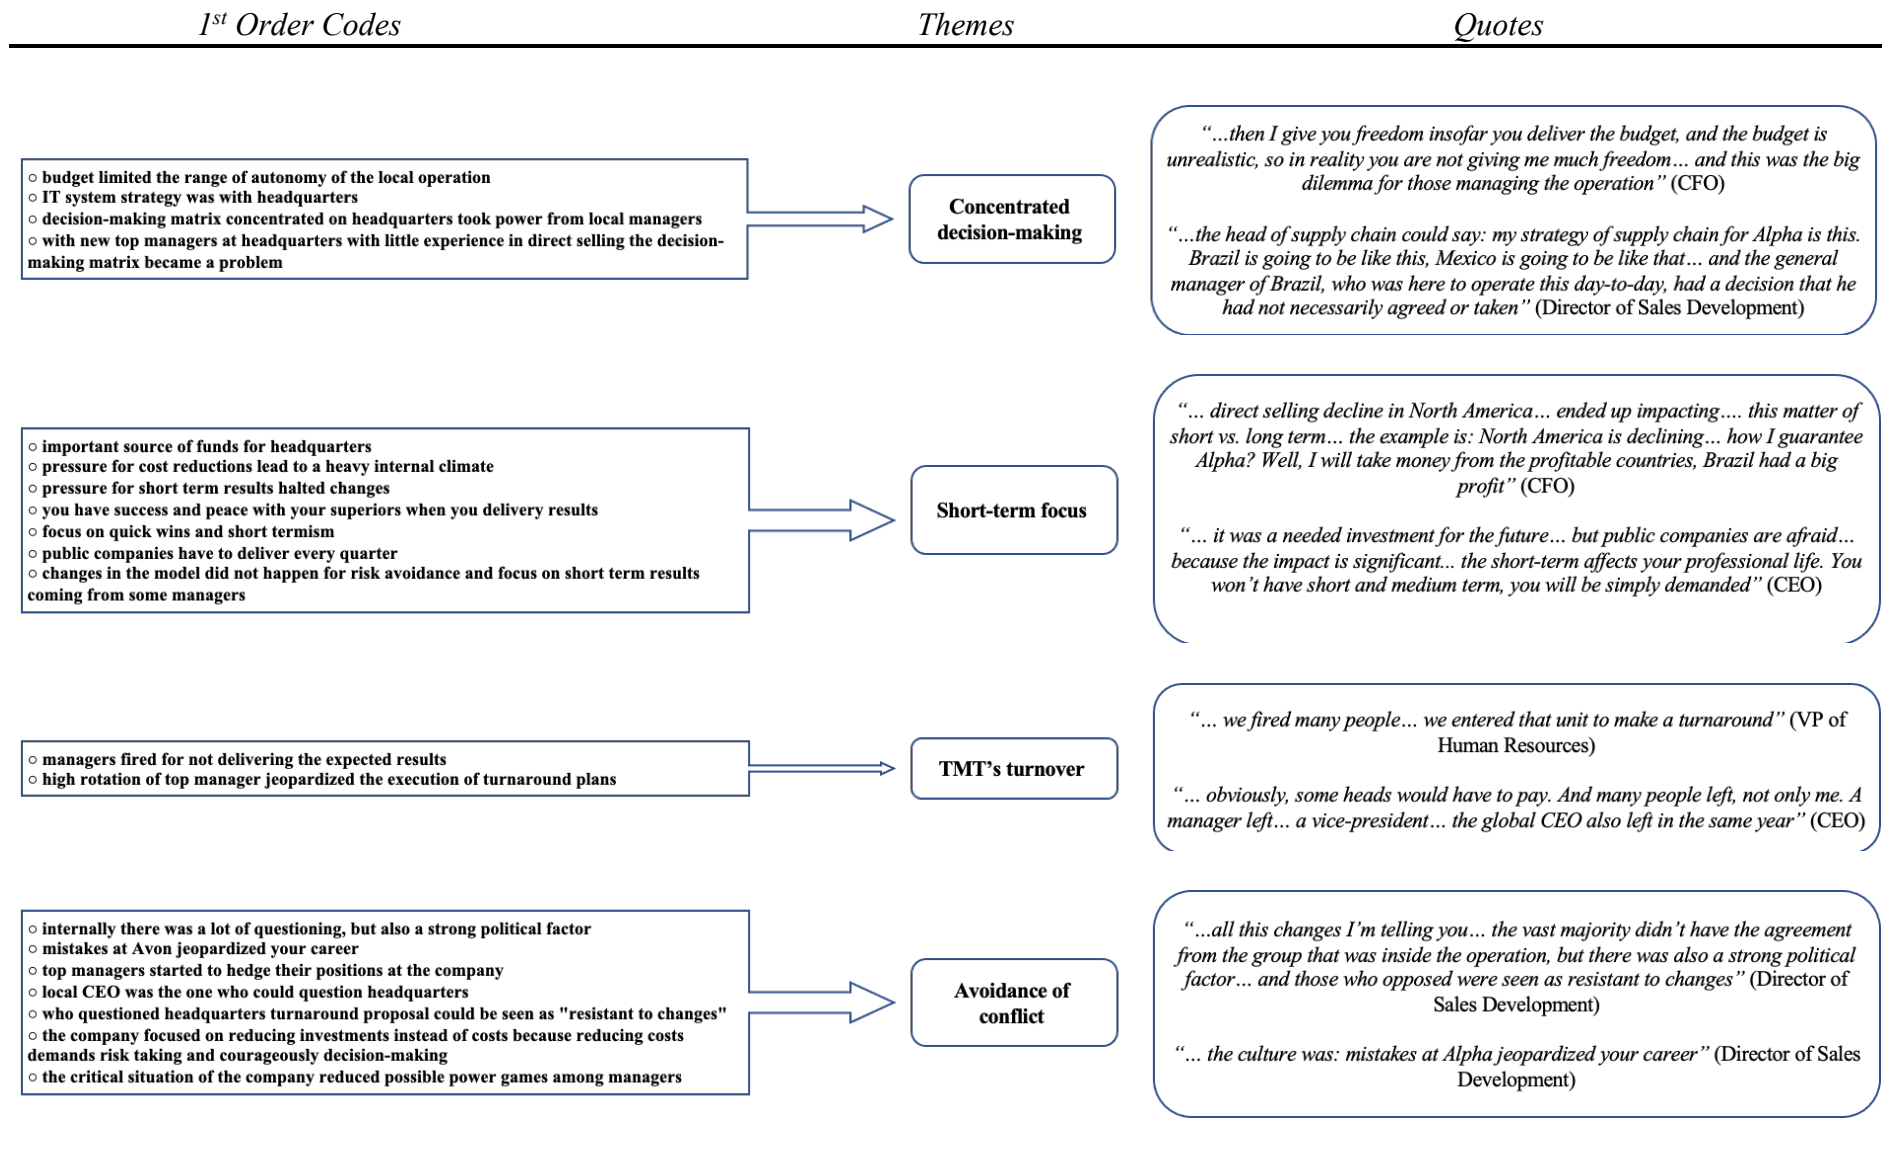 1st Order Codes
Themes
Quotes
○ budget limited the range of autonomy of the local operation
○ IT system strategy was with headquarters
○ decision-making matrix concentrated on headquarters took power from local managers
○ with new top managers at headquarters with little experience in direct selling the decision-
making matrix became a problem
Concentrated
decision-making
“…then I give you freedom insofar you deliver the budget, and the budget is
unrealistic, so in reality you are not giving me much freedom… and this was the big
dilemma for those managing the operation” (CFO)
“…the head of supply chain could say: my strategy of supply chain for Alpha is this.
Brazil is going to be like this, Mexico is going to be like that… and the general
manager of Brazil, who was here to operate this day-to-day, had a decision that he
had not necessarily agreed or taken” (Director of Sales Development)
○ important source of funds for headquarters
○ pressure for cost reductions lead to a heavy internal climate
○ pressure for short term results halted changes
○ you have success and peace with your superiors when you delivery results
○ focus on quick wins and short termism
○ public companies have to deliver every quarter
○ changes in the model did not happen for risk avoidance and focus on short term results
coming from some managers
Short-term focus
“… direct selling decline in North America… ended up impacting…. this matter of
short vs. long term… the example is: North America is declining… how I guarantee
Alpha? Well, I will take money from the profitable countries, Brazil had a big
profit” (CFO)
“… it was a needed investment for the future… but public companies are afraid…
because the impact is significant... the short-term affects your professional life. You
won’t have short and medium term, you will be simply demanded” (CEO)
○ managers fired for not delivering the expected results
○ high rotation of top manager jeopardized the execution of turnaround plans
TMT’s turnover
“… we fired many people… we entered that unit to make a turnaround” (VP of
Human Resources)
“… obviously, some heads would have to pay. And many people left, not only me. A
manager left… a vice-president… the global CEO also left in the same year” (CEO)
○ internally there was a lot of questioning, but also a strong political factor
○ mistakes at Avon jeopardized your career
○ top managers started to hedge their positions at the company
○ local CEO was the one who could question headquarters
○ who questioned headquarters turnaround proposal could be seen as "resistant to changes"
○ the company focused on reducing investments instead of costs because reducing costs
demands risk taking and courageously decision-making
○ the critical situation of the company reduced possible power games among managers
Avoidance of
conflict
“…all this changes I’m telling you… the vast majority didn’t have the agreement
from the group that was inside the operation, but there was also a strong political
factor… and those who opposed were seen as resistant to changes” (Director of
Sales Development)
“… the culture was: mistakes at Alpha jeopardized your career” (Director of Sales
Development)